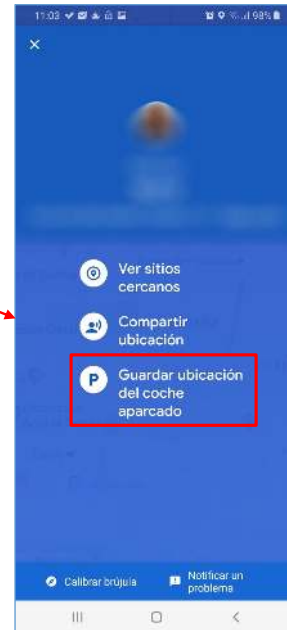 11:03
98%
Ver sitios
cercanos
Compartir
ubicación
P
Guardar ubicación
del coche
aparcado
Calibrar brújula
Notificar un
problema